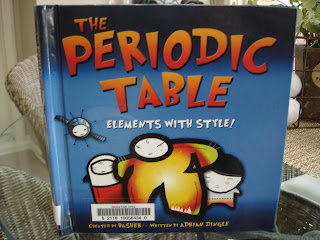 THE
PERIODIC
TABLE
ELEMENTS WITH STYLE!
CREATED BY BASHER WRITTEN BY ADRIAN DINGLE